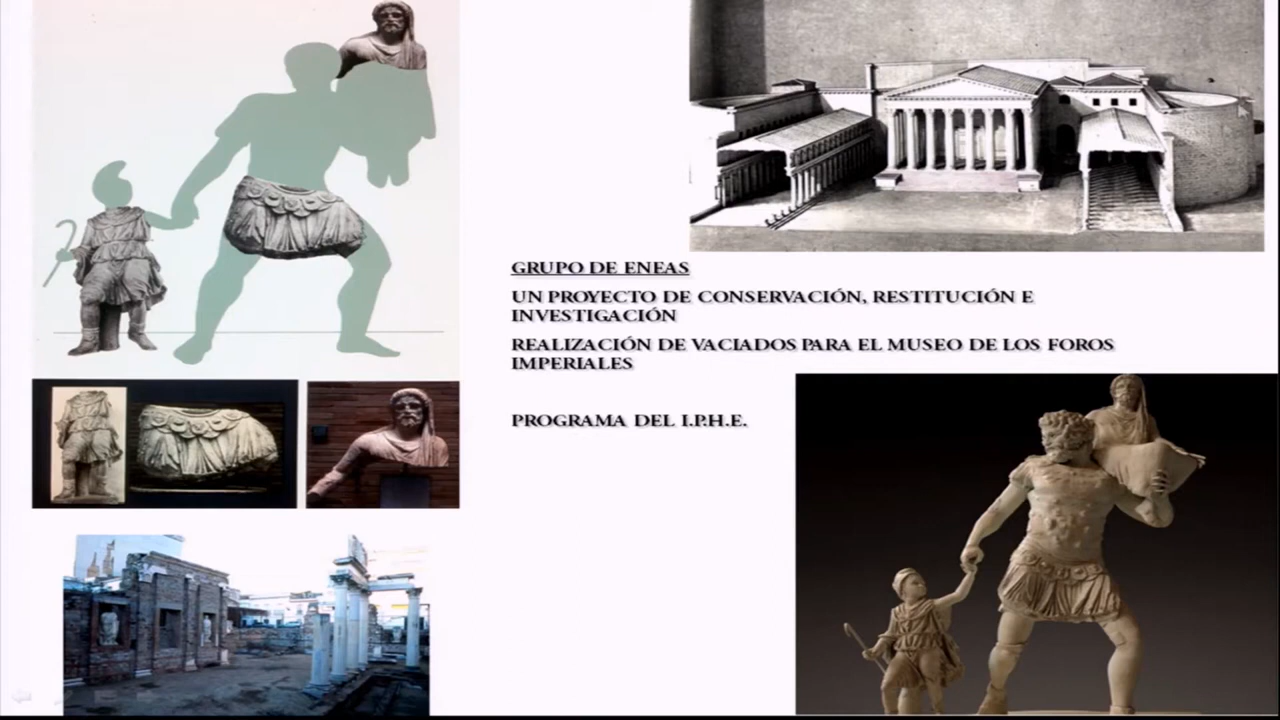 GRUPO DE ENEAS
UN PROYECTO DE CONSERVACIÓN, RESTITUCIÓN E
INVESTIGACIÓN
REALIZACIÓN DE VACIADOS PARA EL MUSEO DE LOS FOROS
IMPERIALES
PROGRAMA DEL I.P.H.E.